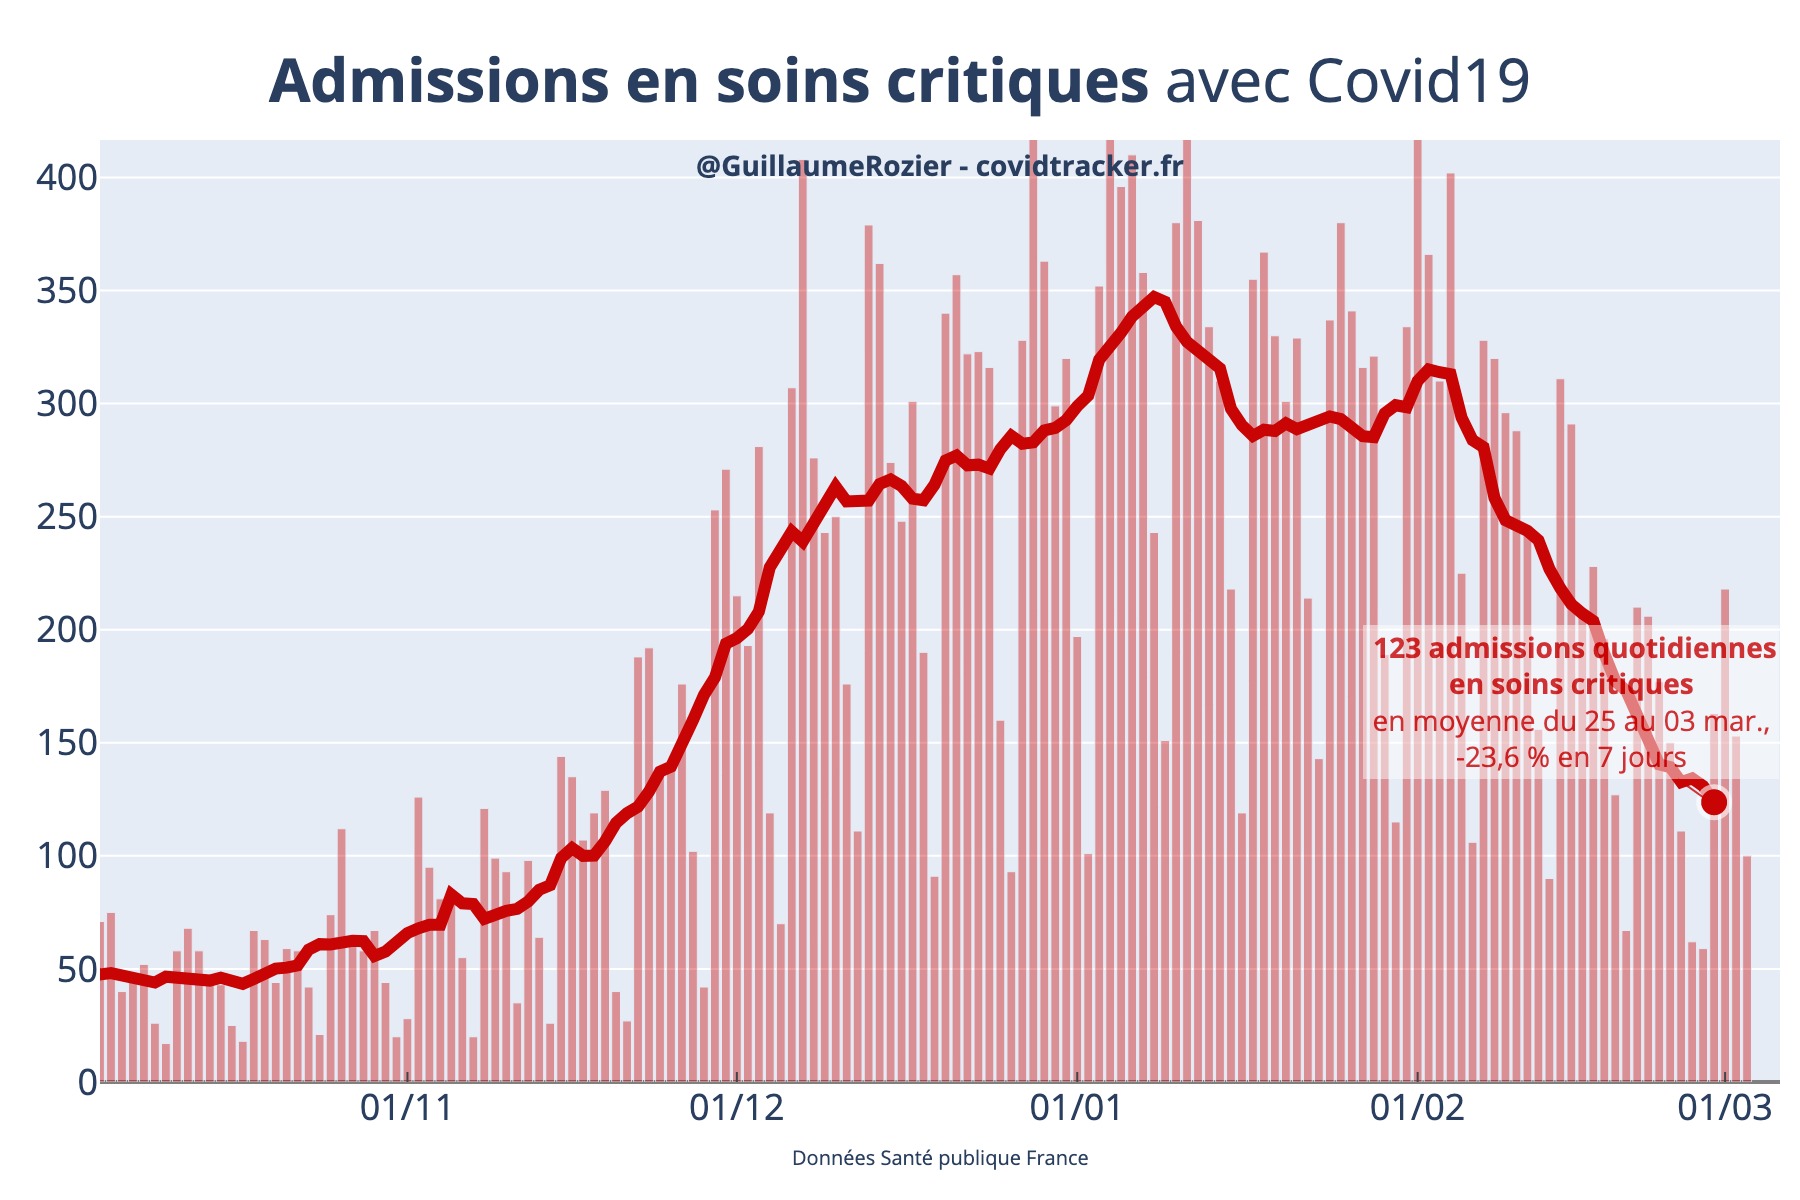 Admissions en soins critiques avec Covid19
@GuillaumeRozier - covidtracker.fr
400
350
300
250
200
150
100
50
0
123 admissions quotidiennes
en soins critiques
en moyenne du 25 au 03 mar.,
-23,6 % en 7 jours
01/11 01/12 01/01 01/02 01/03
Données Santé publique France